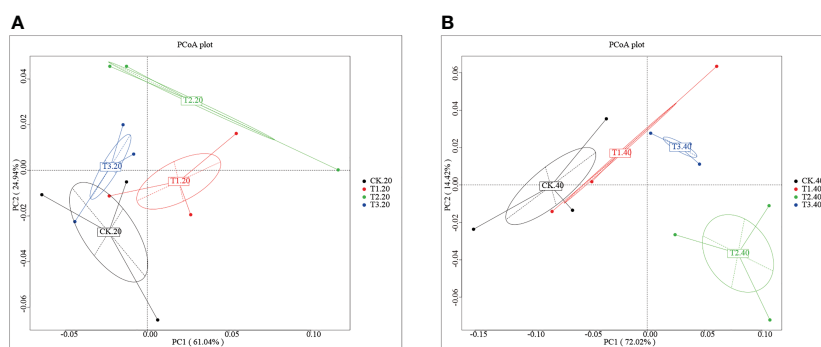 A
PCoA plot
0.04
0.02
0.00
-0.02
-0.04
-0.06
PC2 ( 24.94% )
T2.20
T3.20
T1.20
CK.20
CK.20
T1.20
T2.20
T3.20
-0.05
0.00
0.05
0.10
PC1 ( 61.04% )
B
PCoA plot
0.06
0.04
0.02
0.00
-0.02
-0.04
-0.06
PC2 ( 14.42% )
T1.40
T3.40
CK.40
T2.40
CK.40
T1.40
T2.40
T3.40
-0.15
-0.10
-0.05
0.00
0.05
0.10
PC1 ( 72.02% )